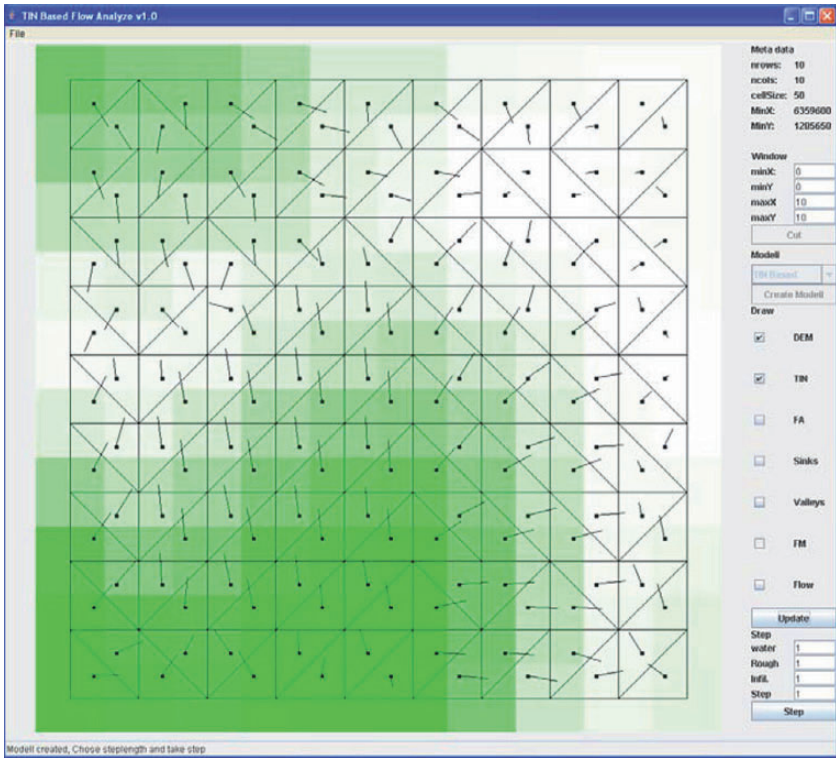 TIN Based Flow Analyze v1.0
File
Meta data
nrows: 10
ncols: 10
cellSize: 50
MinX: 6359600
MinY: 1205650
Window
minX: 0
minY 0
maxX 10
maxY 10
Cut
Modell
TIN Based
Create Modell
Draw
DEM
TIN
FA
Sinks
Valleys
FM
Flow
Update
Step
water 1
Rough 1
Infil. 1
Step 1
Step
Modell created, Chose steplength and take step